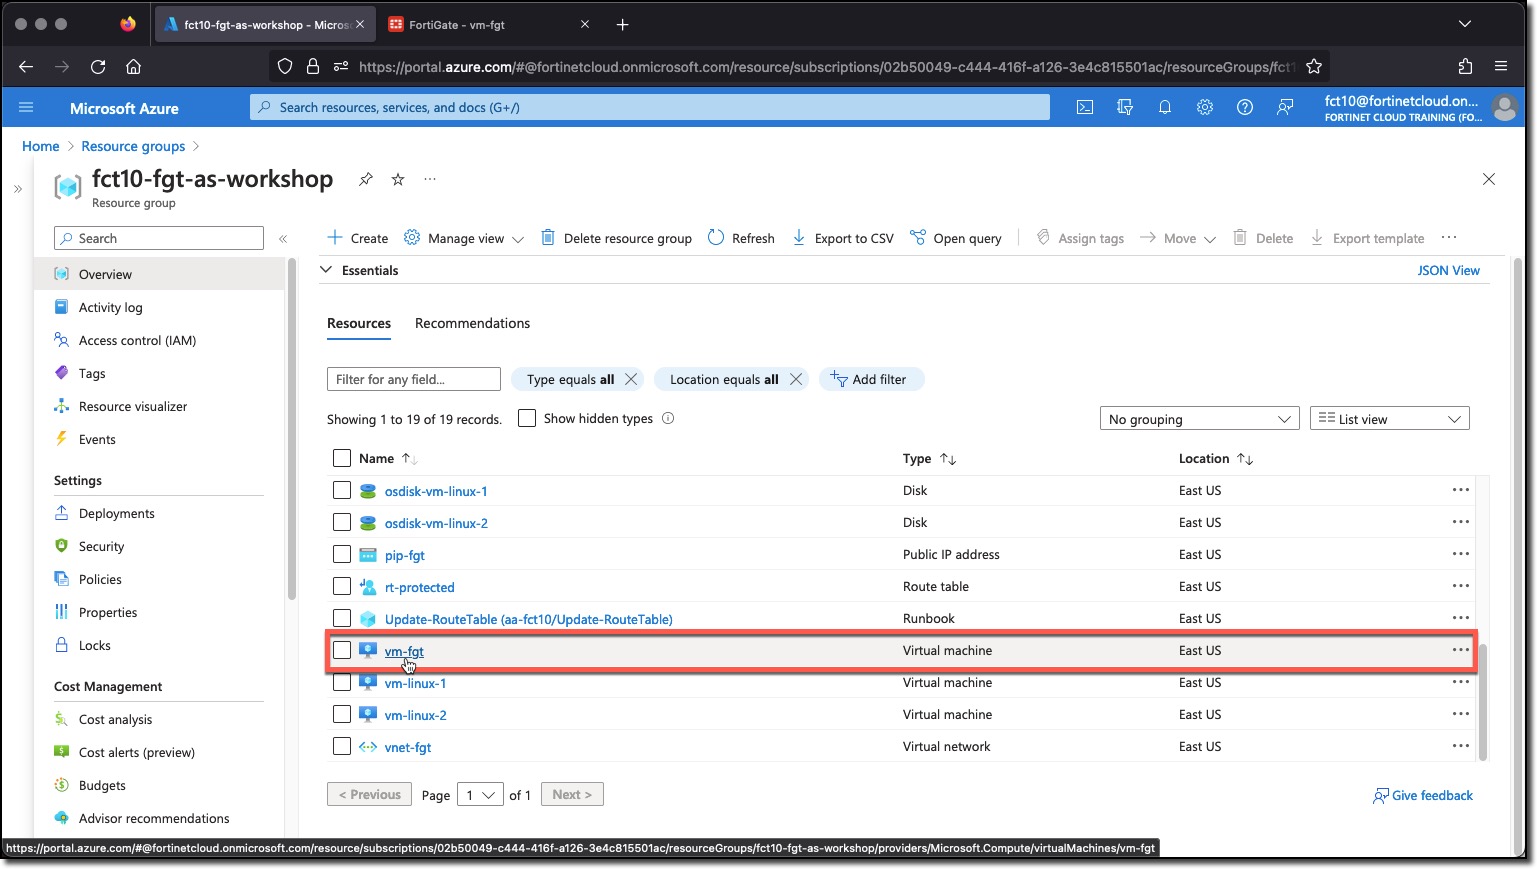 fct10-fgt-as-workshop - Micros
FortiGate - vm-fgt
https://portal.azure.com/#@fortinetcloud.onmicrosoft.com/resource/subscriptions/02b50049-c444-416f-a126-3e4c815501ac/resourceGroups/fct1
Microsoft Azure
Search resources, services, and docs (G+/)
fct10@fortinetcloud.on...
FORTINET CLOUD TRAINING (FO...
Home > Resource groups >
fct10-fgt-as-workshop
Resource group
Search
Create
Manage view
Delete resource group
Refresh
Export to CSV
Open query
Assign tags
Move
Delete
Export template
Overview
Activity log
Access control (IAM)
Tags
Resource visualizer
Events
Settings
Deployments
Security
Policies
Properties
Locks
Cost Management
Cost analysis
Cost alerts (preview)
Budgets
Advisor recommendations
Essentials
JSON View
Resources
Recommendations
Filter for any field...
Type equals all
Location equals all
Add filter
Showing 1 to 19 of 19 records.
Show hidden types
No grouping
List view
Name Type Location
osdisk-vm-linux-1 Disk East US
osdisk-vm-linux-2 Disk East US
pip-fgt Public IP address East US
rt-protected Route table East US
Update-RouteTable (aa-fct10/Update-RouteTable) Runbook East US
vm-fgt Virtual machine East US
vm-linux-1 Virtual machine East US
vm-linux-2 Virtual machine East US
vnet-fgt Virtual network East US
< Previous Page 1 of 1 Next >
Give feedback
https://portal.azure.com/#@fortinetcloud.onmicrosoft.com/resource/subscriptions/02b50049-c444-416f-a126-3e4c815501ac/resourceGroups/fct10-fgt-as-workshop/providers/Microsoft.Compute/virtualMachines/vm-fgt